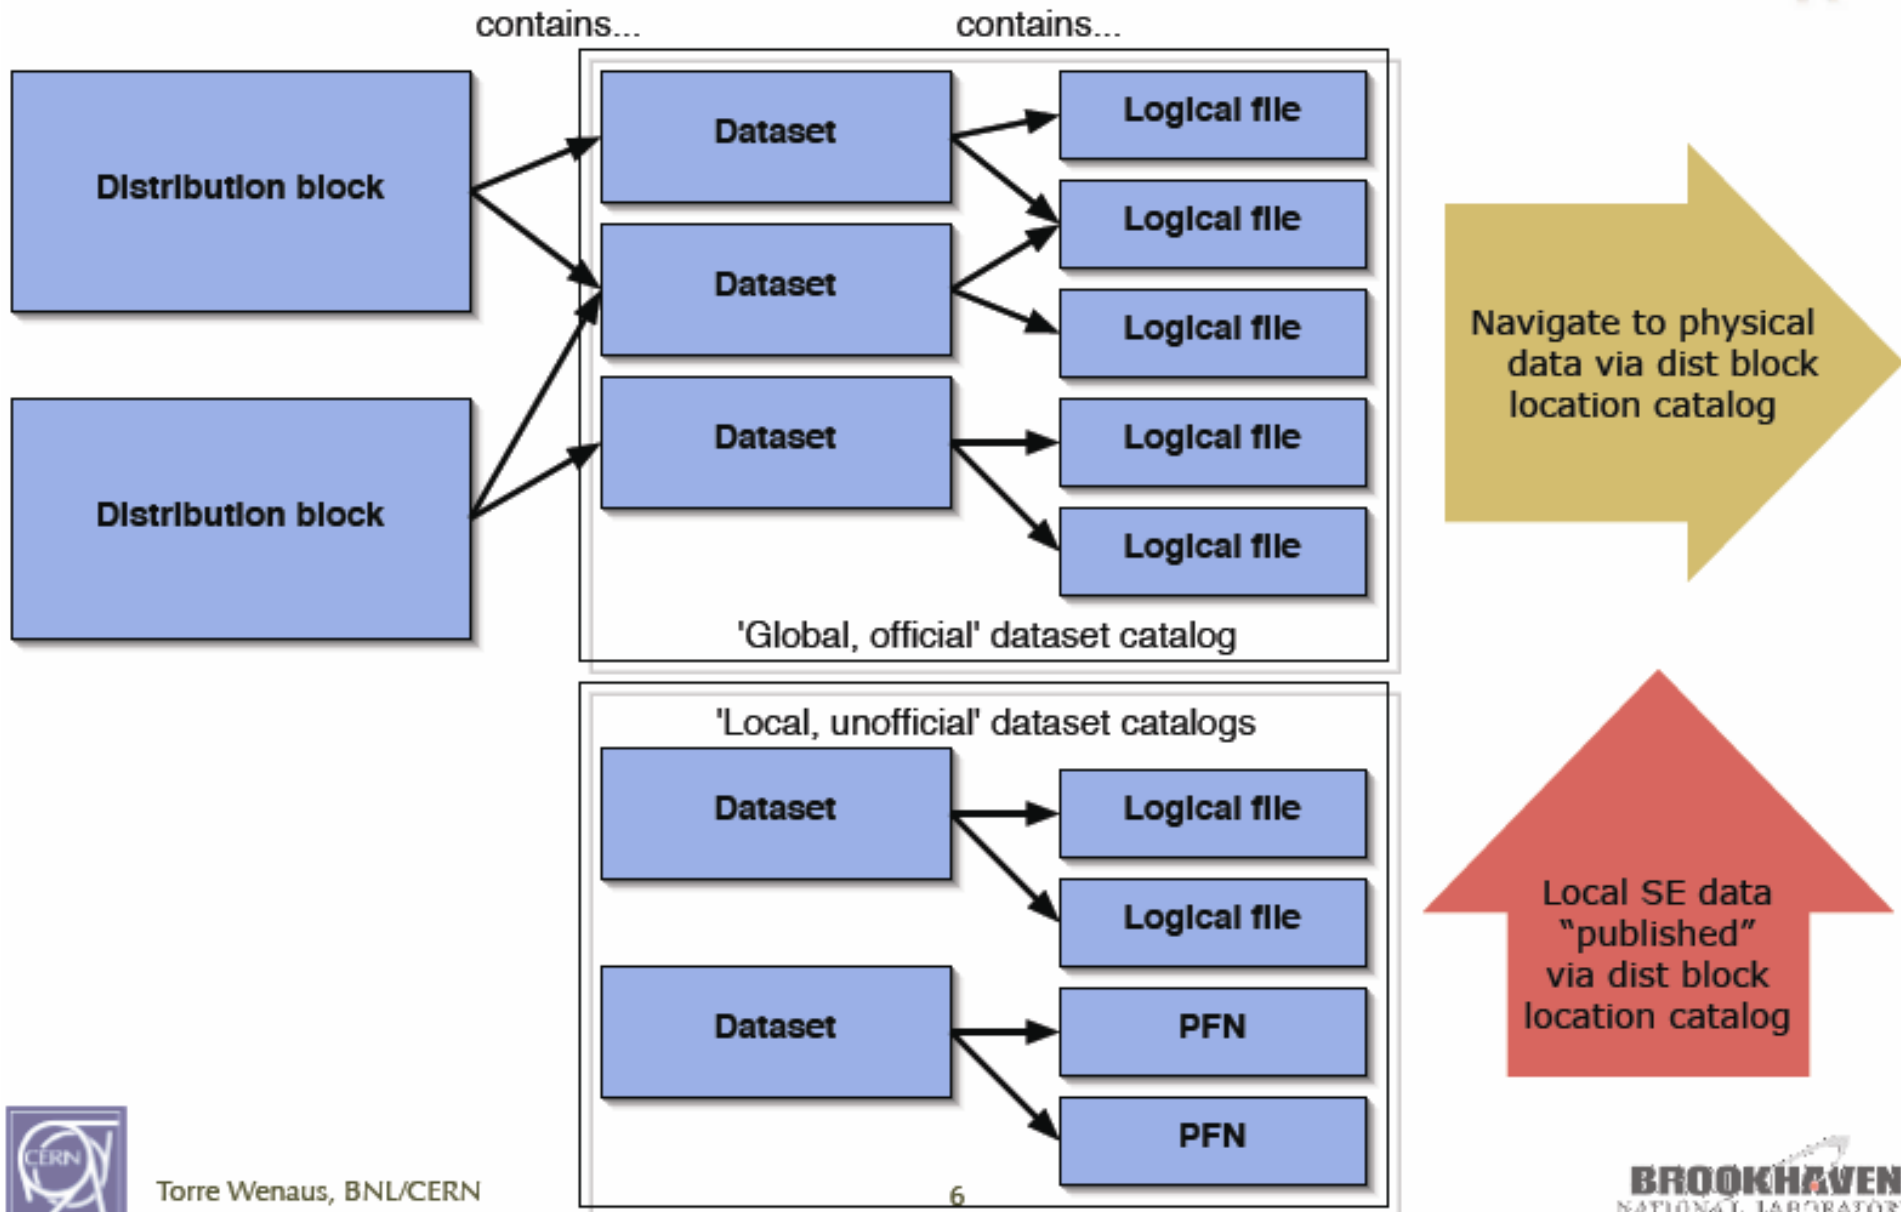 contains...
contains...
Distribution block
Distribution block
Dataset
Dataset
Dataset
Logical file
Logical file
Logical file
Logical file
Logical file
'Global, official' dataset catalog
Navigate to physical
data via dist block
location catalog
'Local, unofficial' dataset catalogs
Dataset
Dataset
Logical file
Logical file
PFN
PFN
Local SE data
“published”
via dist block
location catalog
CERN
Torre Wenaus, BNL/CERN
6
BROOKHAVEN
NATIONAL LABORATORY